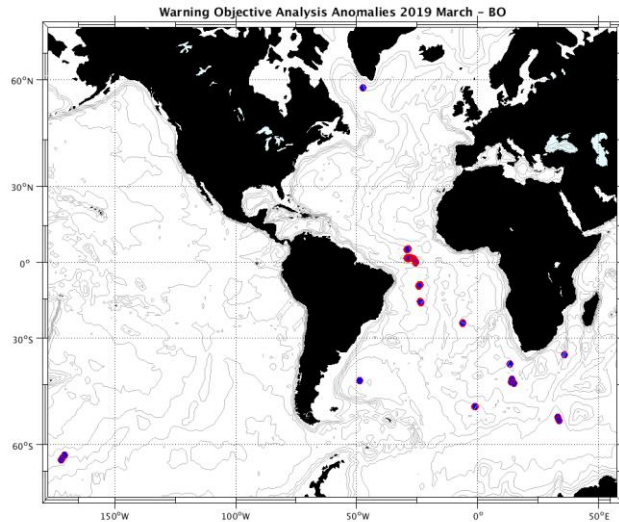 Warning Objective Analysis Anomalies 2019 March - BO
60°N
30°N
0°
30°S
60°S
150°W
100°W
50°W
0°
50°E